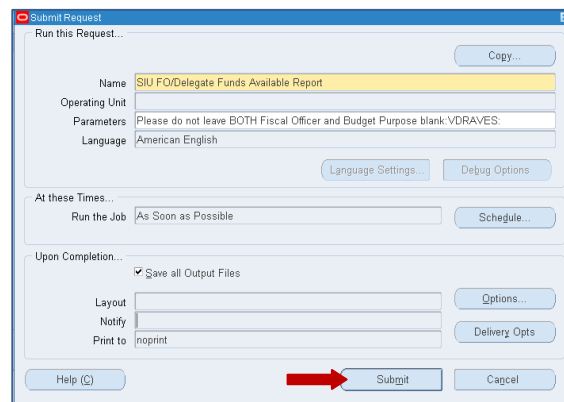 Submit Request
Run this Request...
Copy...
Name SIU FO/Delegate Funds Available Report
Operating Unit
Parameters Please do not leave BOTH Fiscal Officer and Budget Purpose blank:VDRAVES:
Language American English
Language Settings... Debug Options
At these Times...
Run the Job As Soon as Possible Schedule...
Upon Completion...
Save all Output Files
Layout Options...
Notify
Delivery Opts
Print to noprint
Help (C) Submit Cancel